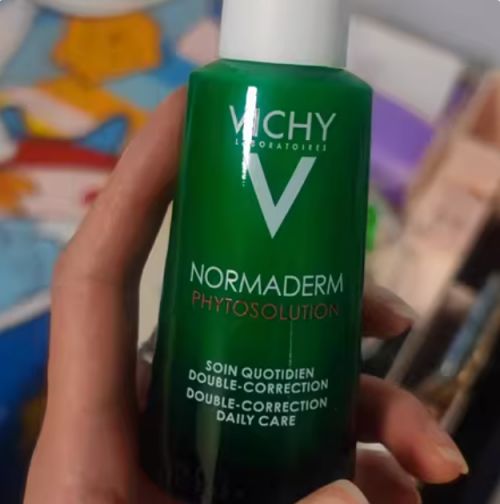 VICHY
LABORATOIRES
V
NORMADERM
PHYTOSOLUTION
SOIN QUOTIDIEN
DOUBLE-CORRECTION
DOUBLE-CORRECTION
DAILY CARE